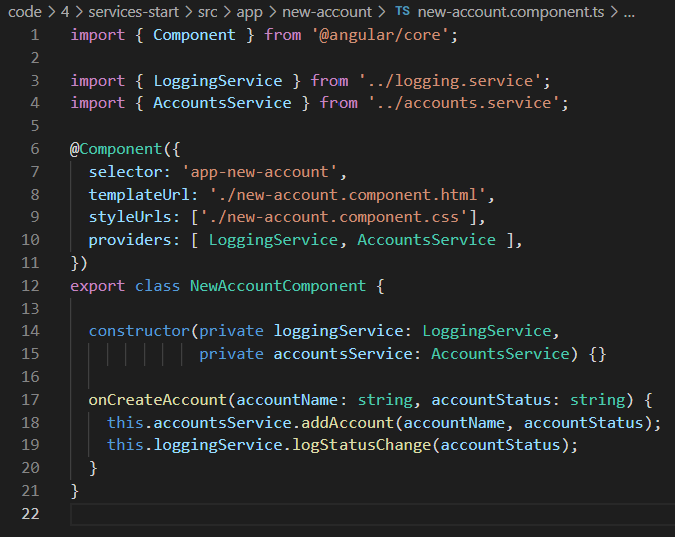 code > 4 > services-start > src > app > new-account > TS new-account.component.ts > ...
1 import { Component } from '@angular/core';
2
3 import { LoggingService } from '../logging.service';
4 import { AccountsService } from '../accounts.service';
5
6 @Component({
7   selector: 'app-new-account',
8   templateUrl: './new-account.component.html',
9   styleUrls: ['./new-account.component.css'],
10   providers: [ LoggingService, AccountsService ],
11 })
12 export class NewAccountComponent {
13
14   constructor(private loggingService: LoggingService,
15               private accountsService: AccountsService) {}
16
17   onCreateAccount(accountName: string, accountStatus: string) {
18     this.accountsService.addAccount(accountName, accountStatus);
19     this.loggingService.logStatusChange(accountStatus);
20   }
21 }
22